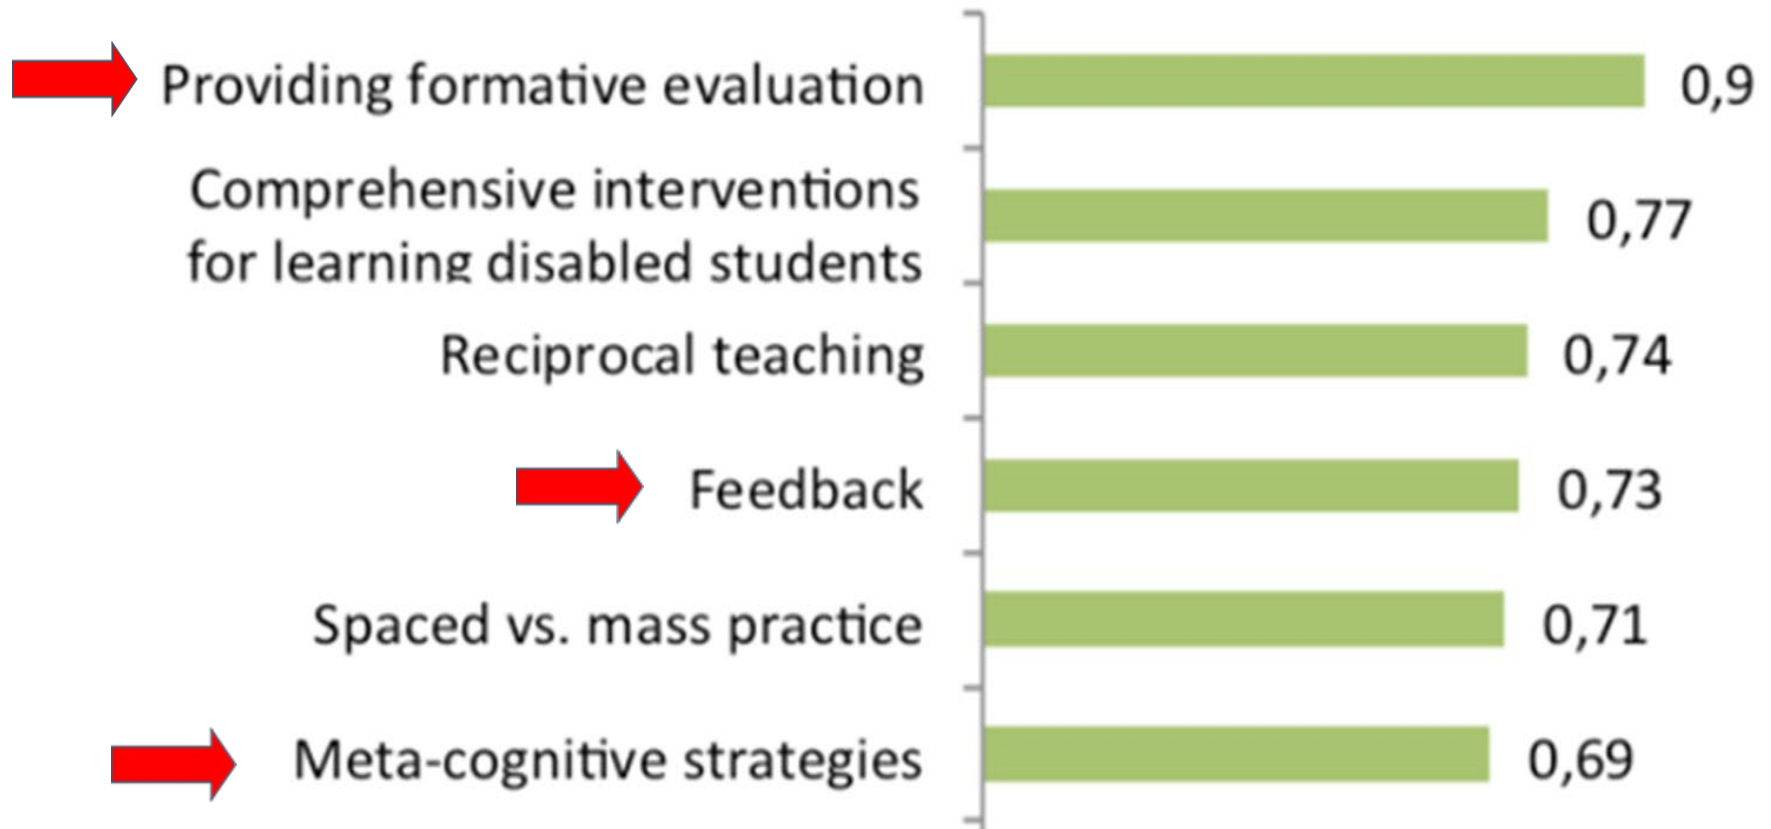 Providing formative evaluation 0,9
Comprehensive interventions
for learning disabled students 0,77
Reciprocal teaching 0,74
Feedback 0,73
Spaced vs. mass practice 0,71
Meta-cognitive strategies 0,69